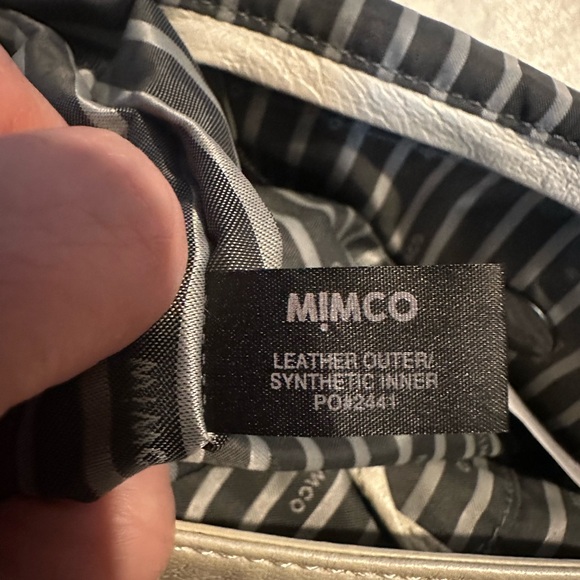 MiMCO
LEATHER OUTER/
SYNTHETIC INNER
PO#2441